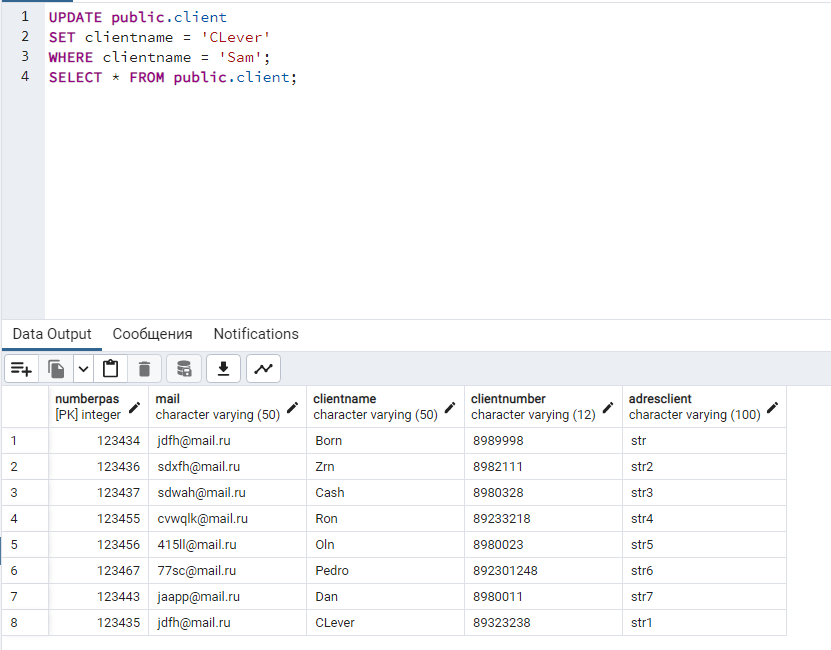 1 UPDATE public.client
2 SET clientname = 'CLever'
3 WHERE clientname = 'Sam';
4 SELECT * FROM public.client;
Data Output Сообщения Notifications
numberpas mail clientname clientnumber adresclient
[PK] integer character varying (50) character varying (50) character varying (12) character varying (100)
1 123434 jdfh@mail.ru Born 8989998 str
2 123436 sdxfh@mail.ru Zrn 8982111 str2
3 123437 sdwah@mail.ru Cash 8980328 str3
4 123455 cvwqlk@mail.ru Ron 89233218 str4
5 123456 415ll@mail.ru Oln 8980023 str5
6 123467 77sc@mail.ru Pedro 892301248 str6
7 123443 jaapp@mail.ru Dan 8980011 str7
8 123435 jdfh@mail.ru CLever 89323238 str1